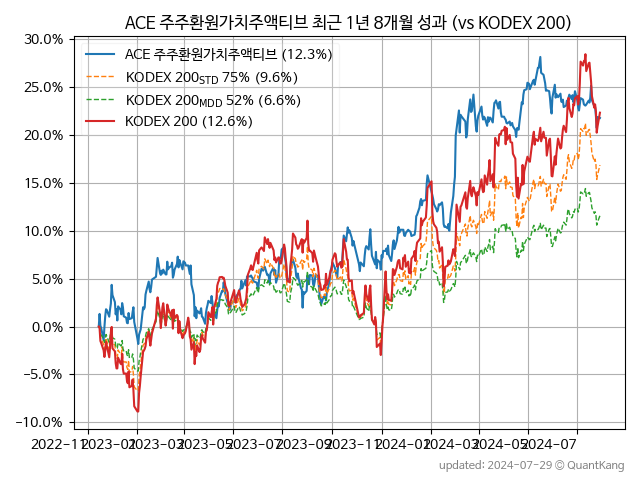 ACE 주주환원가치주액티브 최근 1년 8개월 성과 (vs KODEX 200)
ACE 주주환원가치주액티브 (12.3%)
KODEX 200STD 75% (9.6%)
KODEX 200MDD 52% (6.6%)
KODEX 200 (12.6%)
30.0%
25.0%
20.0%
15.0%
10.0%
5.0%
0.0%
−5.0%
−10.0%
2022-11 2023-01 2023-03 2023-05 2023-07 2023-09 2023-11 2024-01 2024-03 2024-05 2024-07
updated: 2024-07-29 © QuantKang